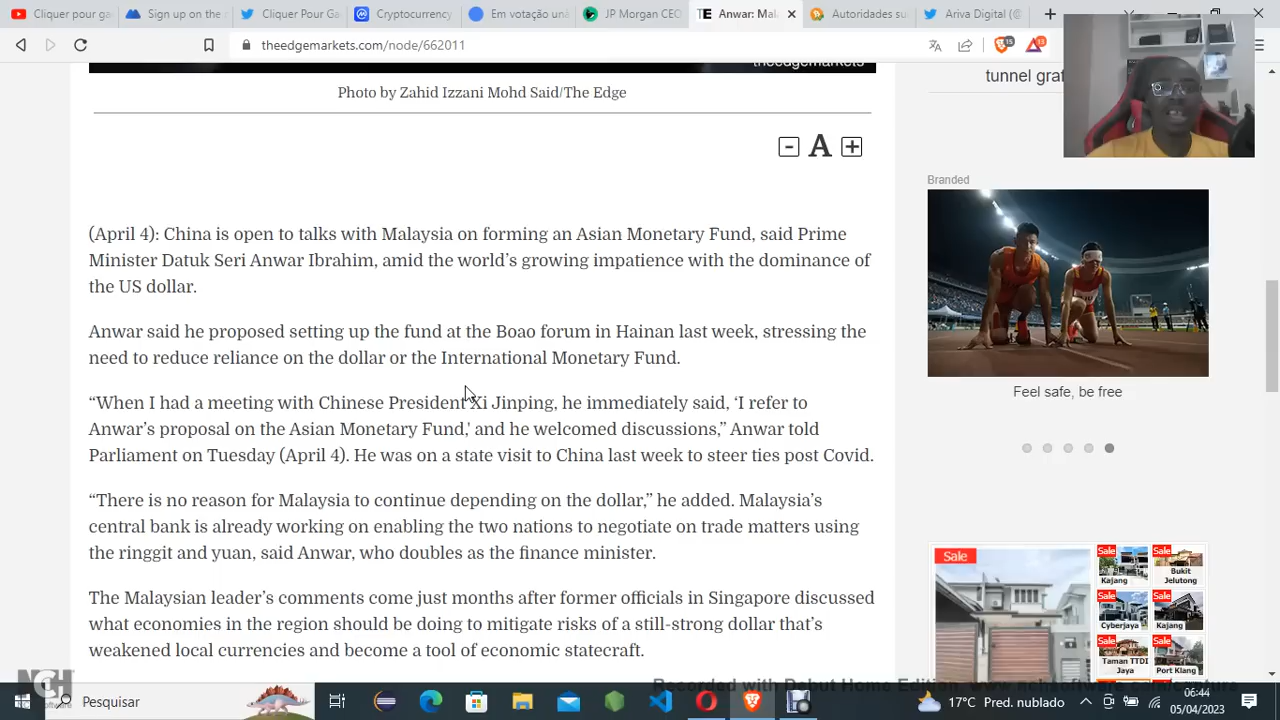 Cliquer Pour Ga
Sign up on the d
Cliquer Pour Ga
Cryptocurrency
Em votação uná
JP Morgan CEO
Anwar: Mal
Autoridades su
Ariva Digital (@
theedgemarkets.com/node/662011
15
theedgemarkets
tunnel graf
Photo by Zahid Izzani Mohd Said/The Edge
- A +
Branded
(April 4): China is open to talks with Malaysia on forming an Asian Monetary Fund, said Prime
Minister Datuk Seri Anwar Ibrahim, amid the world's growing impatience with the dominance of
the US dollar.
Anwar said he proposed setting up the fund at the Boao forum in Hainan last week, stressing the
need to reduce reliance on the dollar or the International Monetary Fund.
Feel safe, be free
“When I had a meeting with Chinese President Xi Jinping, he immediately said, ‘I refer to
Anwar’s proposal on the Asian Monetary Fund,' and he welcomed discussions,” Anwar told
Parliament on Tuesday (April 4). He was on a state visit to China last week to steer ties post Covid.
“There is no reason for Malaysia to continue depending on the dollar,” he added. Malaysia’s
central bank is already working on enabling the two nations to negotiate on trade matters using
the ringgit and yuan, said Anwar, who doubles as the finance minister.
The Malaysian leader’s comments come just months after former officials in Singapore discussed
what economies in the region should be doing to mitigate risks of a still-strong dollar that’s
weakened local currencies and become a tool of economic statecraft.
Sale
Sale
Kajang
Sale
Bukit
Jelutong
Sale
Cyberjaya
Sale
Kajang
Sale
Taman TTDI
Jaya
Sale
Port Klang
NCH
Recorded with Debut Home Edition. www.nchsoftware.com/capture
Pesquisar
17°C Pred. nublado
06:44
05/04/2023